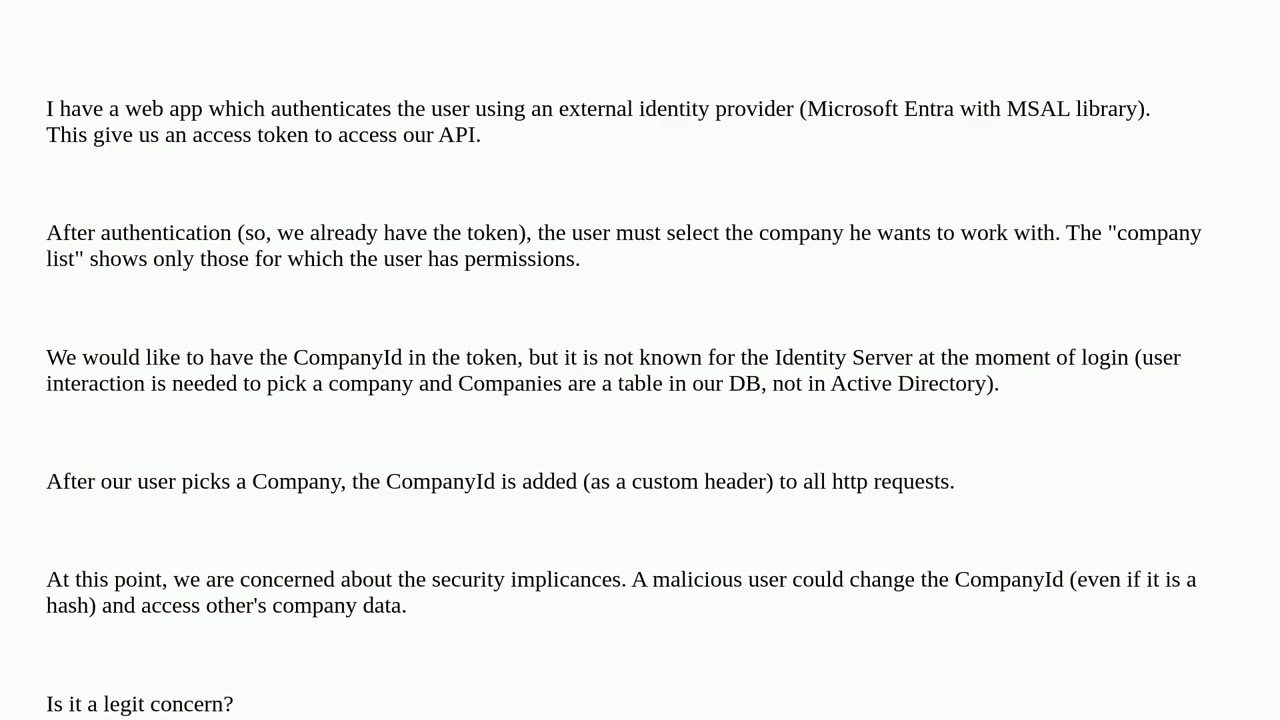 I have a web app which authenticates the user using an external identity provider (Microsoft Entra with MSAL library).
This give us an access token to access our API.
After authentication (so, we already have the token), the user must select the company he wants to work with. The "company
list" shows only those for which the user has permissions.
We would like to have the CompanyId in the token, but it is not known for the Identity Server at the moment of login (user
interaction is needed to pick a company and Companies are a table in our DB, not in Active Directory).
After our user picks a Company, the CompanyId is added (as a custom header) to all http requests.
At this point, we are concerned about the security implicances. A malicious user could change the CompanyId (even if it is a
hash) and access other's company data.
Is it a legit concern?